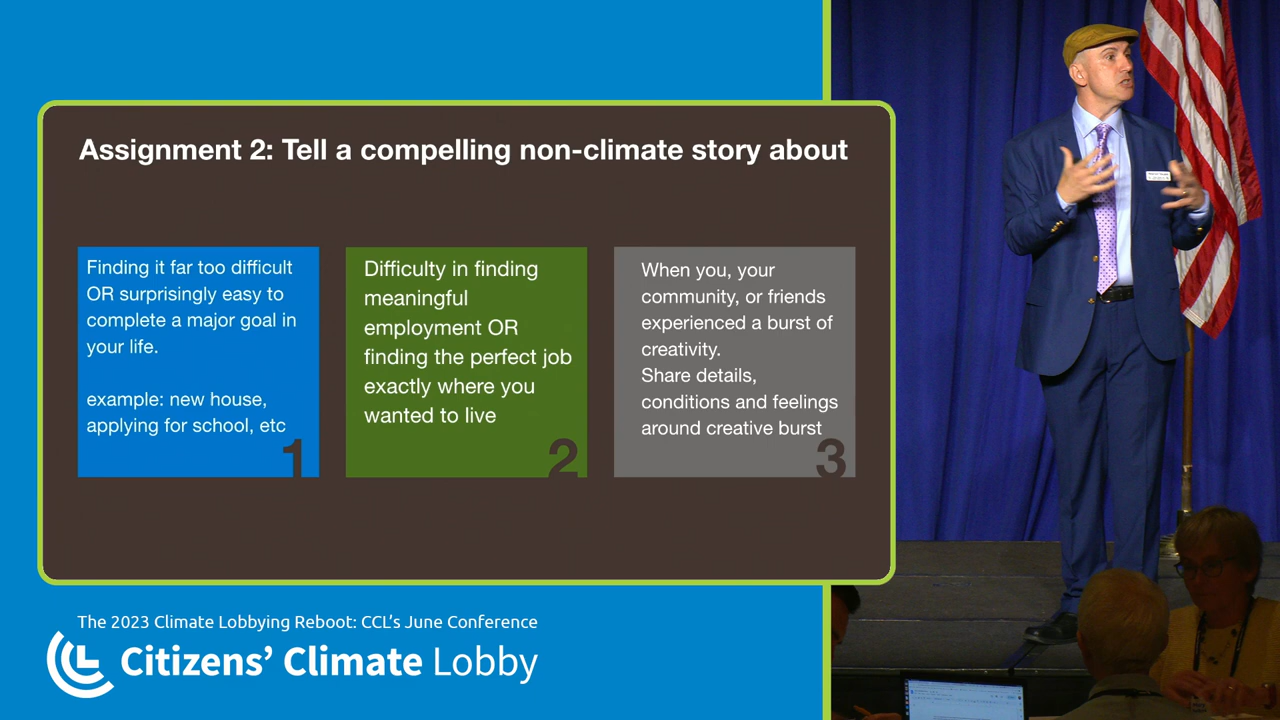 Assignment 2: Tell a compelling non-climate story about
Finding it far too difficult
OR surprisingly easy to
complete a major goal in
your life.
example: new house,
applying for school, etc
1
Difficulty in finding
meaningful
employment OR
finding the perfect job
exactly where you
wanted to live
2
When you, your
community, or friends
experienced a burst of
creativity.
Share details,
conditions and feelings
around creative burst
3
The 2023 Climate Lobbying Reboot: CCL's June Conference
Citizens' Climate Lobby